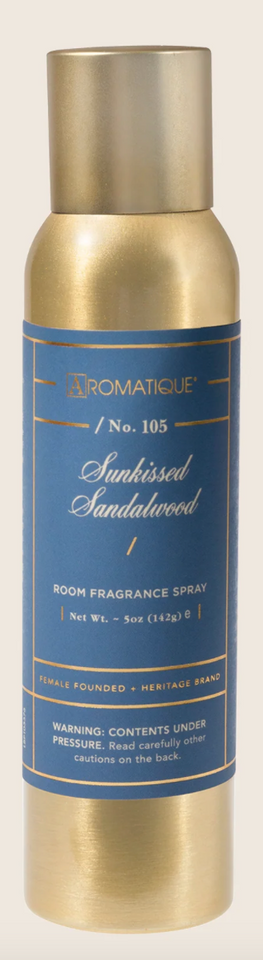 AROMATIQUE®
/ No. 105
Sunkissed
Sandalwood
/
ROOM FRAGRANCE SPRAY
| Net Wt. ~ 5oz (142g) ℮ |
FEMALE FOUNDED + HERITAGE BRAND
WARNING: CONTENTS UNDER
PRESSURE. Read carefully other
cautions on the back.